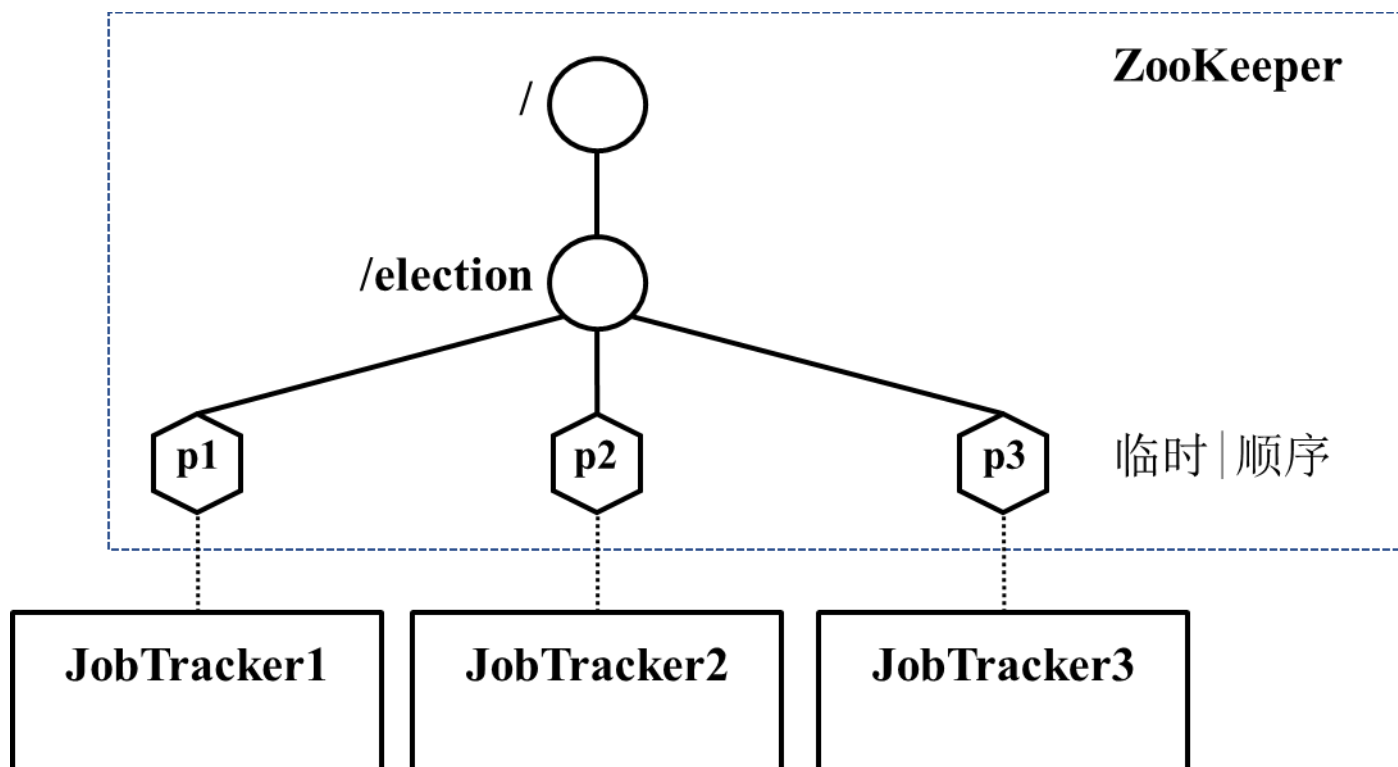 ZooKeeper
/
/election
p1
p2
p3
临时|顺序
JobTracker1
JobTracker2
JobTracker3